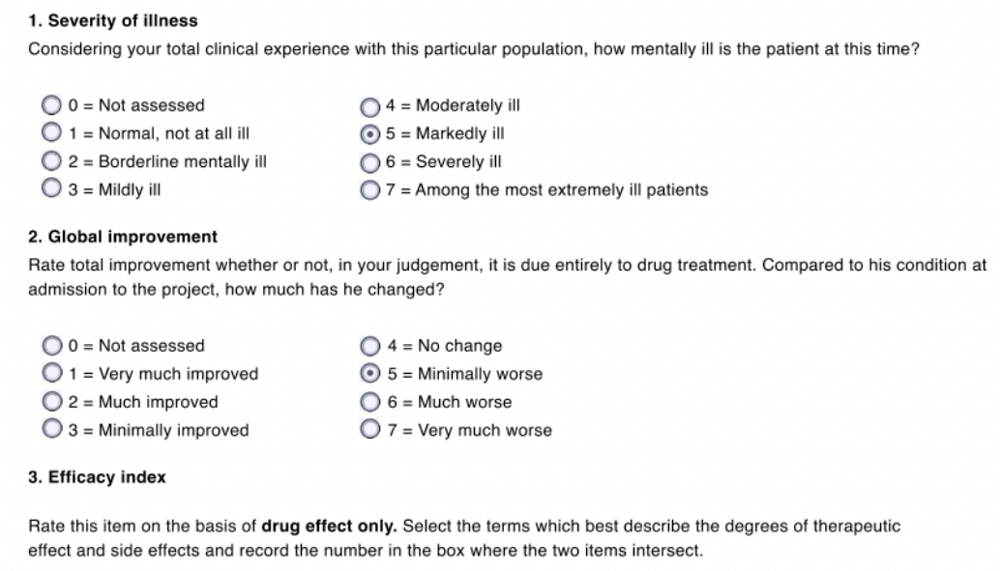 1. Severity of illness
Considering your total clinical experience with this particular population, how mentally ill is the patient at this time?
0 = Not assessed
1 = Normal, not at all ill
2 = Borderline mentally ill
3 = Mildly ill
4 = Moderately ill
5 = Markedly ill
6 = Severely ill
7 = Among the most extremely ill patients
2. Global improvement
Rate total improvement whether or not, in your judgement, it is due entirely to drug treatment. Compared to his condition at
admission to the project, how much has he changed?
0 = Not assessed
1 = Very much improved
2 = Much improved
3 = Minimally improved
4 = No change
5 = Minimally worse
6 = Much worse
7 = Very much worse
3. Efficacy index
Rate this item on the basis of drug effect only. Select the terms which best describe the degrees of therapeutic
effect and side effects and record the number in the box where the two items intersect.